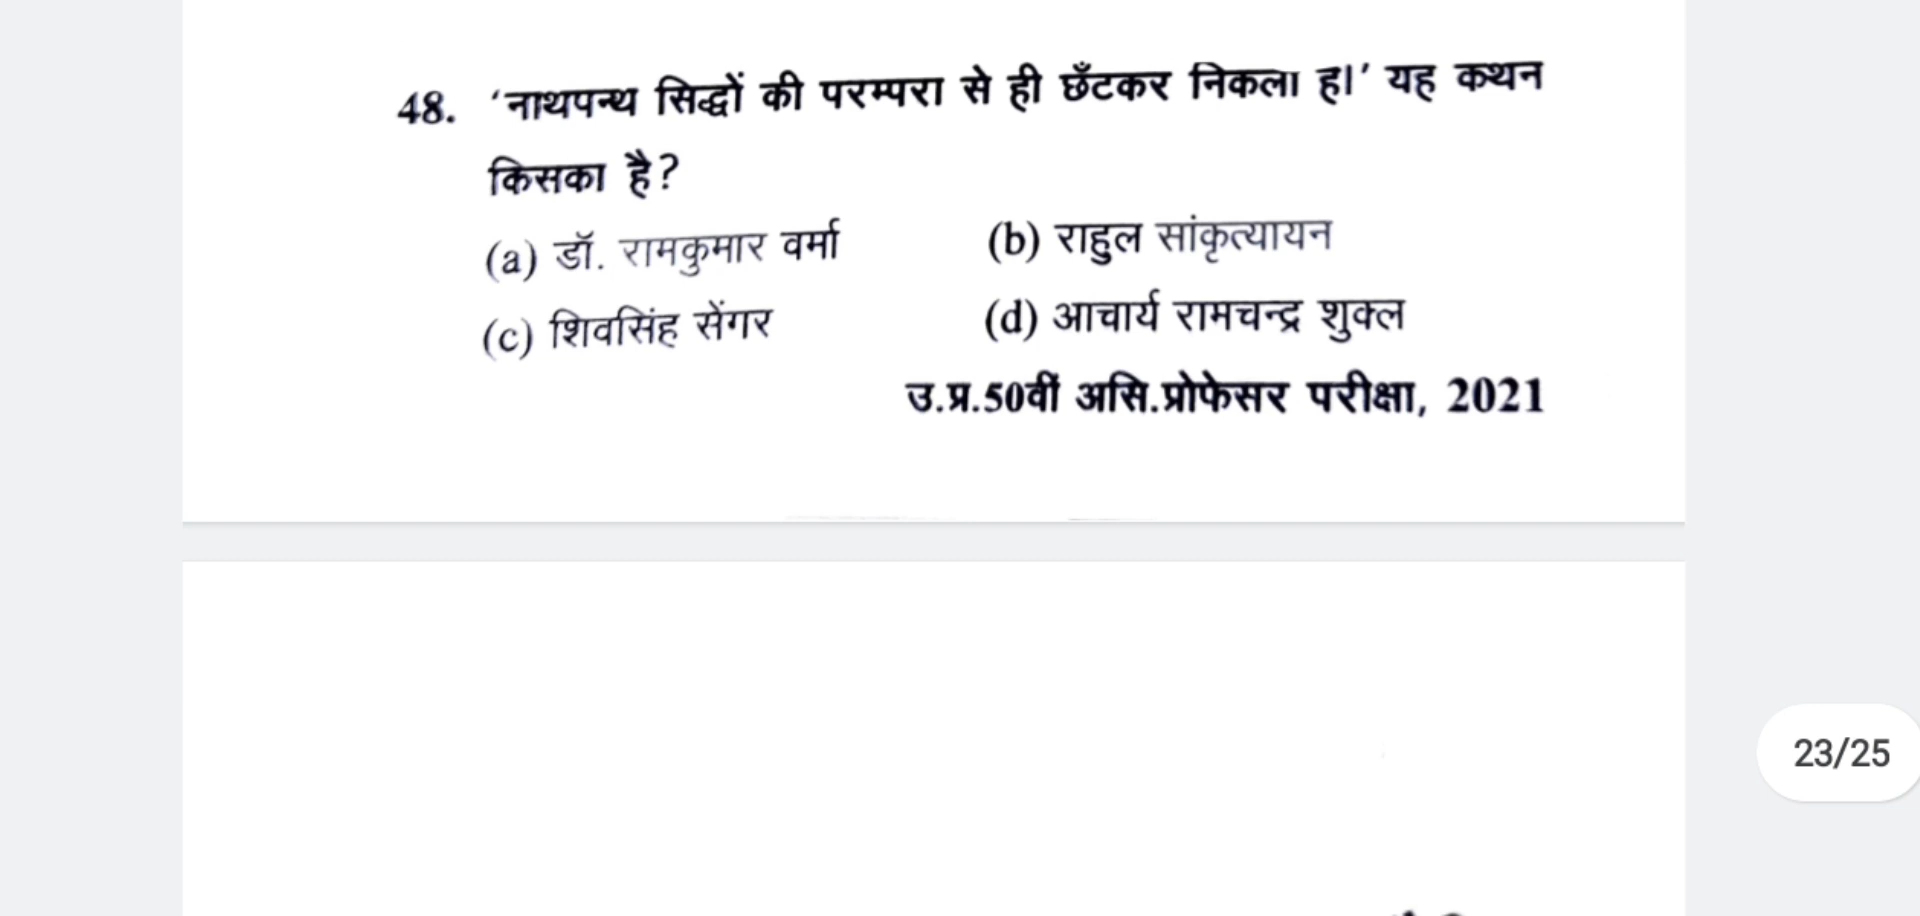 48. ‘नाथपन्थ सिद्धों की परम्परा से ही छँटकर निकला ह।’ यह कथन
किसका है?
(a) डॉ. रामकुमार वर्मा (b) राहुल सांकृत्यायन
(c) शिवसिंह सेंगर (d) आचार्य रामचन्द्र शुक्ल
उ.प्र.50वीं असि.प्रोफेसर परीक्षा, 2021
23/25